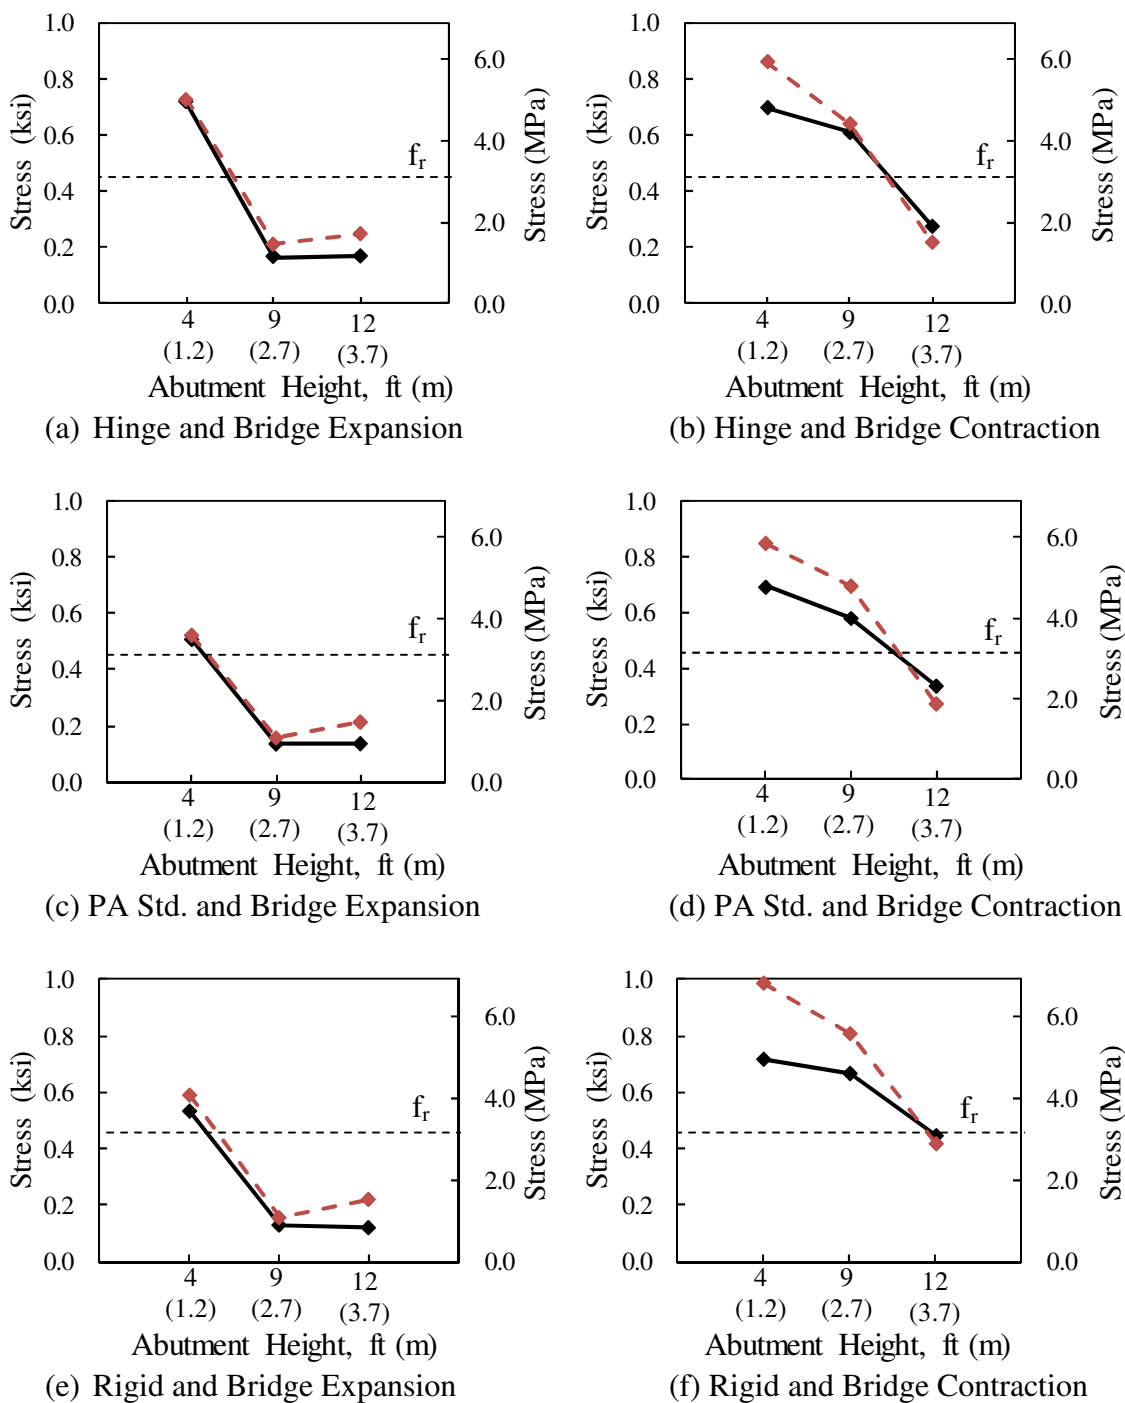 1.0
0.8
0.6
0.4
0.2
0.0
Stress (ksi)
6.0
4.0
2.0
0.0
Stress (MPa)
fr
4 9 12
(1.2) (2.7) (3.7)
Abutment Height, ft (m)
(a) Hinge and Bridge Expansion
1.0
0.8
0.6
0.4
0.2
0.0
Stress (ksi)
6.0
4.0
2.0
0.0
Stress (MPa)
fr
4 9 12
(1.2) (2.7) (3.7)
Abutment Height, ft (m)
(b) Hinge and Bridge Contraction
1.0
0.8
0.6
0.4
0.2
0.0
Stress (ksi)
6.0
4.0
2.0
0.0
Stress (MPa)
fr
4 9 12
(1.2) (2.7) (3.7)
Abutment Height, ft (m)
(c) PA Std. and Bridge Expansion
1.0
0.8
0.6
0.4
0.2
0.0
Stress (ksi)
6.0
4.0
2.0
0.0
Stress (MPa)
fr
4 9 12
(1.2) (2.7) (3.7)
Abutment Height, ft (m)
(d) PA Std. and Bridge Contraction
1.0
0.8
0.6
0.4
0.2
0.0
Stress (ksi)
6.0
4.0
2.0
0.0
Stress (MPa)
fr
4 9 12
(1.2) (2.7) (3.7)
Abutment Height, ft (m)
(e) Rigid and Bridge Expansion
1.0
0.8
0.6
0.4
0.2
0.0
Stress (ksi)
6.0
4.0
2.0
0.0
Stress (MPa)
fr
4 9 12
(1.2) (2.7) (3.7)
Abutment Height, ft (m)
(f) Rigid and Bridge Contraction